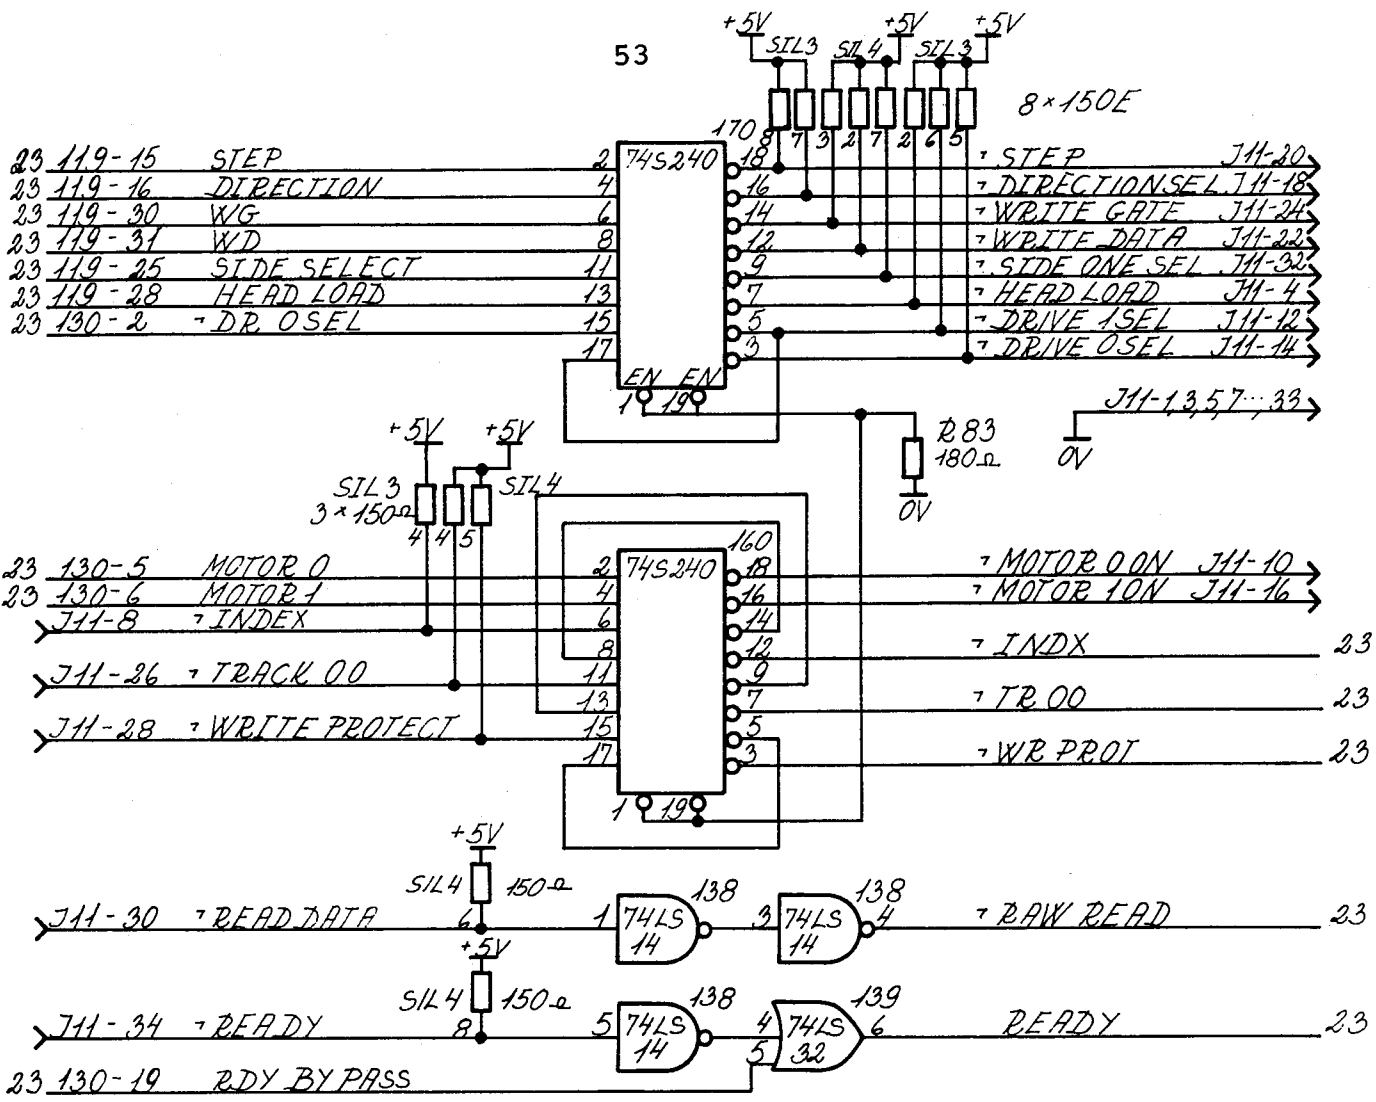 +5V +5V +5V
53 SIL3 SIL4 SIL3
8×150E
170 8 7 3 2 7 2 6 5
23 119-15 STEP 2 74S240 18 ¬STEP J11-20
23 119-16 DIRECTION 4 16 ¬DIRECTION SEL J11-18
23 119-30 WG 6 14 ¬WRITE GATE J11-24
23 119-31 WD 8 12 ¬WRITE DATA J11-22
23 119-25 SIDE SELECT 11 9 ¬SIDE ONE SEL J11-32
23 119-28 HEAD LOAD 13 7 ¬HEAD LOAD J11-4
23 130-2 ¬DR 0SEL 15 5 ¬DRIVE 1SEL J11-12
17 3 ¬DRIVE 0SEL J11-14
EN EN
1 19 J11-1,3,5,7...,33
+5V +5V R83
180Ω 0V
SIL3 SIL4
3×150Ω 0V
4 4 5 160
23 130-5 MOTOR 0 2 74S240 18 ¬MOTOR 0 ON J11-10
23 130-6 MOTOR 1 4 16 ¬MOTOR 1 ON J11-16
J11-8 ¬INDEX 6 14
8 12 ¬INDX 23
J11-26 ¬TRACK 00 11 9
13 7 ¬TR00 23
J11-28 ¬WRITE PROTECT 15 5
17 3 ¬WR PROT 23
1 19
+5V
SIL4 150Ω 138 138
J11-30 ¬READ DATA 6 1 74LS 14 3 74LS 14 4 ¬RAW READ 23
+5V
SIL4 150Ω 138 139
J11-34 ¬READY 8 5 74LS 14 4 74LS 32 6 READY 23
5
23 130-19 RDY BYPASS